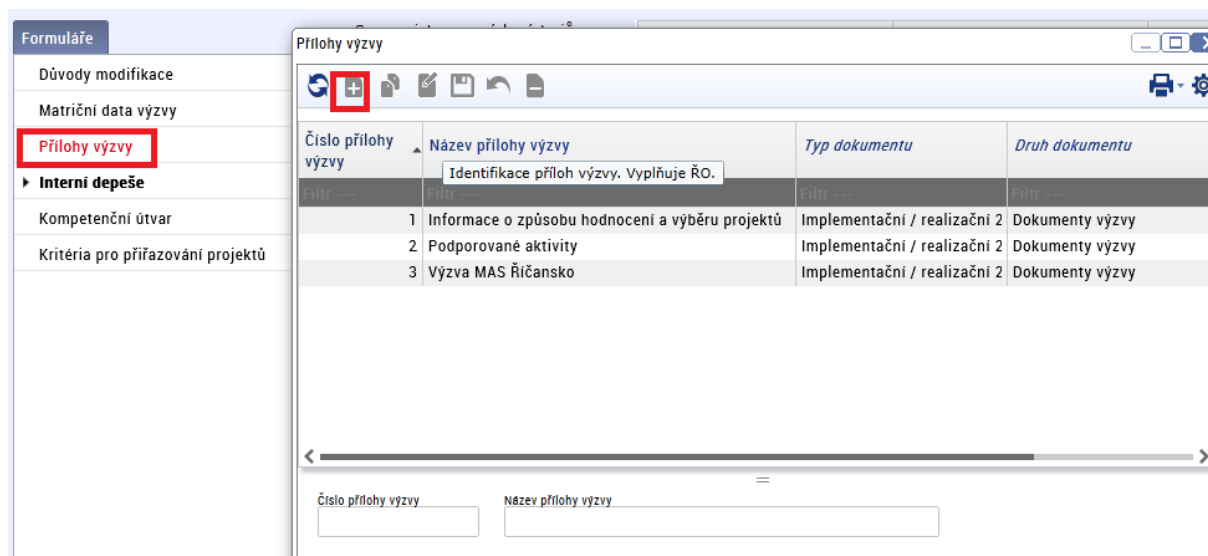 Formuláře
Důvody modifikace
Matriční data výzvy
Přílohy výzvy
Interní depeše
Kompetenční útvar
Kritéria pro přiřazování projektů
Přílohy výzvy
Číslo přílohy výzvy
Název přílohy výzvy
Typ dokumentu
Druh dokumentu
Identifikace příloh výzvy. Vyplňuje ŘO.
Filtr ---
Filtr ---
Filtr ---
Filtr ---
1 Informace o způsobu hodnocení a výběru projektů Implementační / realizační 2 Dokumenty výzvy
2 Podporované aktivity Implementační / realizační 2 Dokumenty výzvy
3 Výzva MAS Říčansko Implementační / realizační 2 Dokumenty výzvy
Číslo přílohy výzvy
Název přílohy výzvy